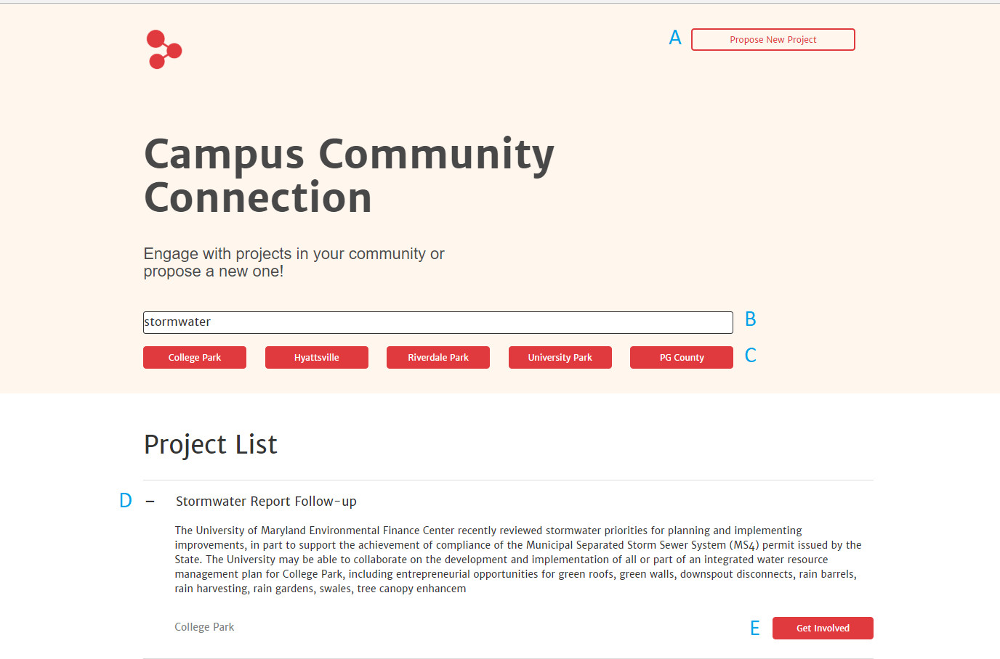 A Propose New Project
Campus Community
Connection
Engage with projects in your community or
propose a new one!
stormwater B
College Park Hyattsville Riverdale Park University Park PG County C
Project List
D – Stormwater Report Follow-up
The University of Maryland Environmental Finance Center recently reviewed stormwater priorities for planning and implementing
improvements, in part to support the achievement of compliance of the Municipal Separated Storm Sewer System (MS4) permit issued by the
State. The University may be able to collaborate on the development and implementation of all or part of an integrated water resource
management plan for College Park, including entrepreneurial opportunities for green roofs, green walls, downspout disconnects, rain barrels,
rain harvesting, rain gardens, swales, tree canopy enhancem
College Park E Get Involved